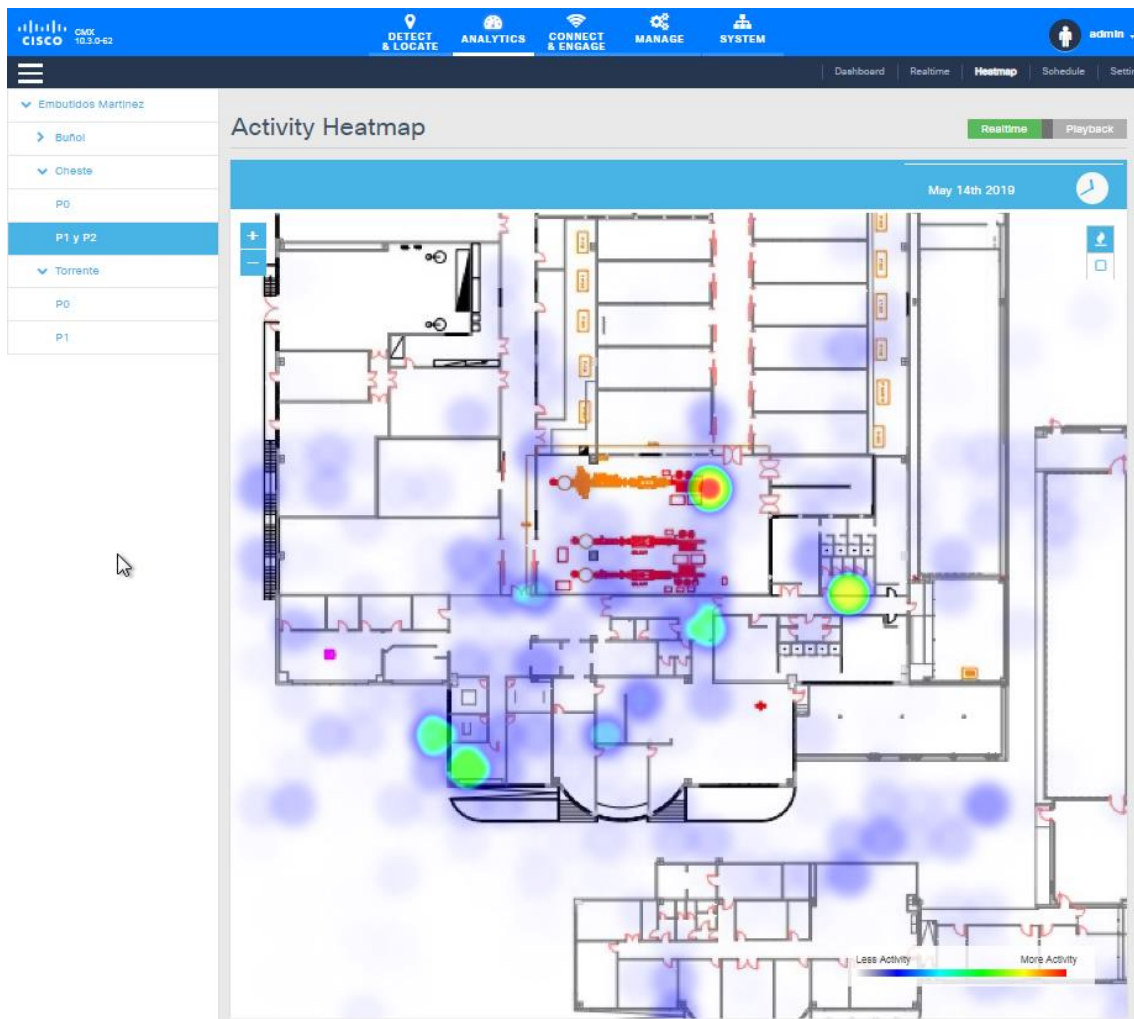 CISCO CMX
10.3.0-62
DETECT
& LOCATE
ANALYTICS
CONNECT
& ENGAGE
MANAGE
SYSTEM
admin
Dashboard
Realtime
Heatmap
Schedule
Settin
Embutidos Martinez
Buñol
Cheste
P0
P1 y P2
Torrente
P0
P1
Activity Heatmap
Realtime
Playback
May 14th 2019
+
−
Less Activity
More Activity